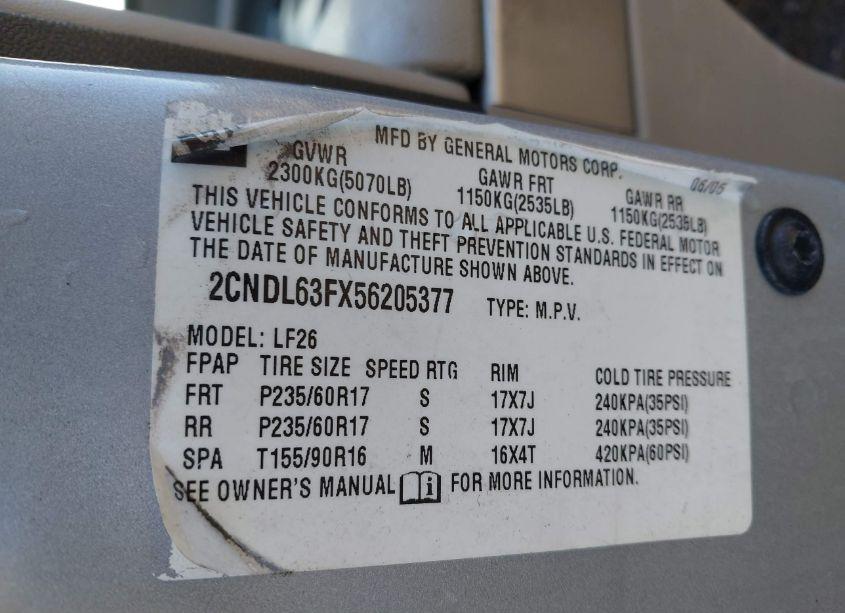 MFD BY GENERAL MOTORS CORP.
06/05
GVWR GAWR FRT GAWR RR
2300KG(5070LB) 1150KG(2535LB) 1150KG(2535LB)
THIS VEHICLE CONFORMS TO ALL APPLICABLE U.S. FEDERAL MOTOR
VEHICLE SAFETY AND THEFT PREVENTION STANDARDS IN EFFECT ON
THE DATE OF MANUFACTURE SHOWN ABOVE.
2CNDL63FX56205377 TYPE: M.P.V.
MODEL: LF26
FPAP TIRE SIZE SPEED RTG RIM COLD TIRE PRESSURE
FRT P235/60R17 S 17X7J 240KPA(35PSI)
RR P235/60R17 S 17X7J 240KPA(35PSI)
SPA T155/90R16 M 16X4T 420KPA(60PSI)
SEE OWNER'S MANUAL i FOR MORE INFORMATION.